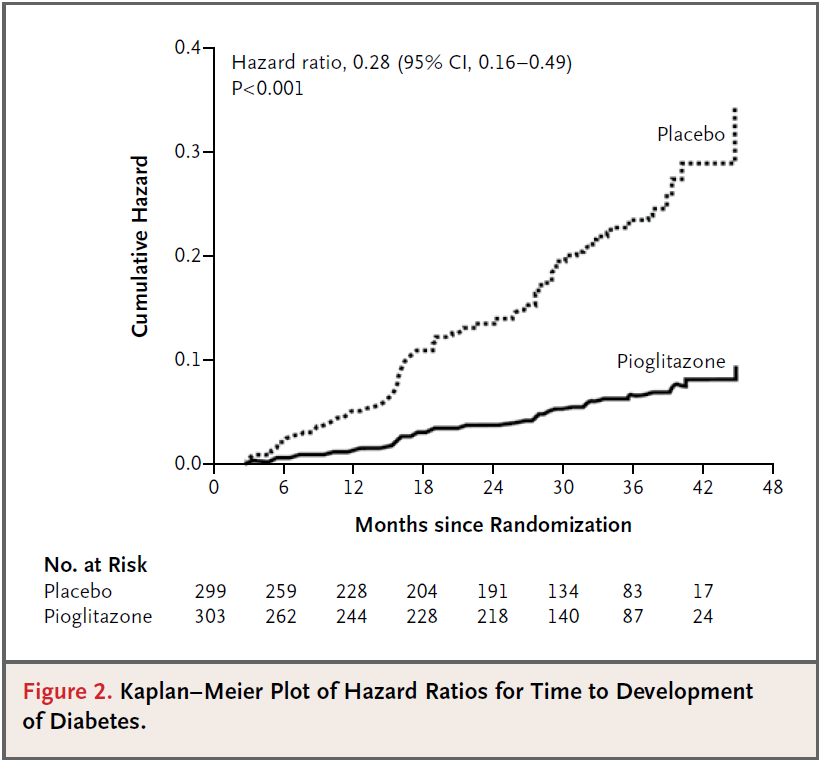 0.4
Hazard ratio, 0.28 (95% CI, 0.16–0.49)
P<0.001
Placebo
0.3
Cumulative Hazard
0.2
Pioglitazone
0.1
0.0
0 6 12 18 24 30 36 42 48
Months since Randomization
No. at Risk
Placebo 299 259 228 204 191 134 83 17
Pioglitazone 303 262 244 228 218 140 87 24
Figure 2. Kaplan–Meier Plot of Hazard Ratios for Time to Development
of Diabetes.